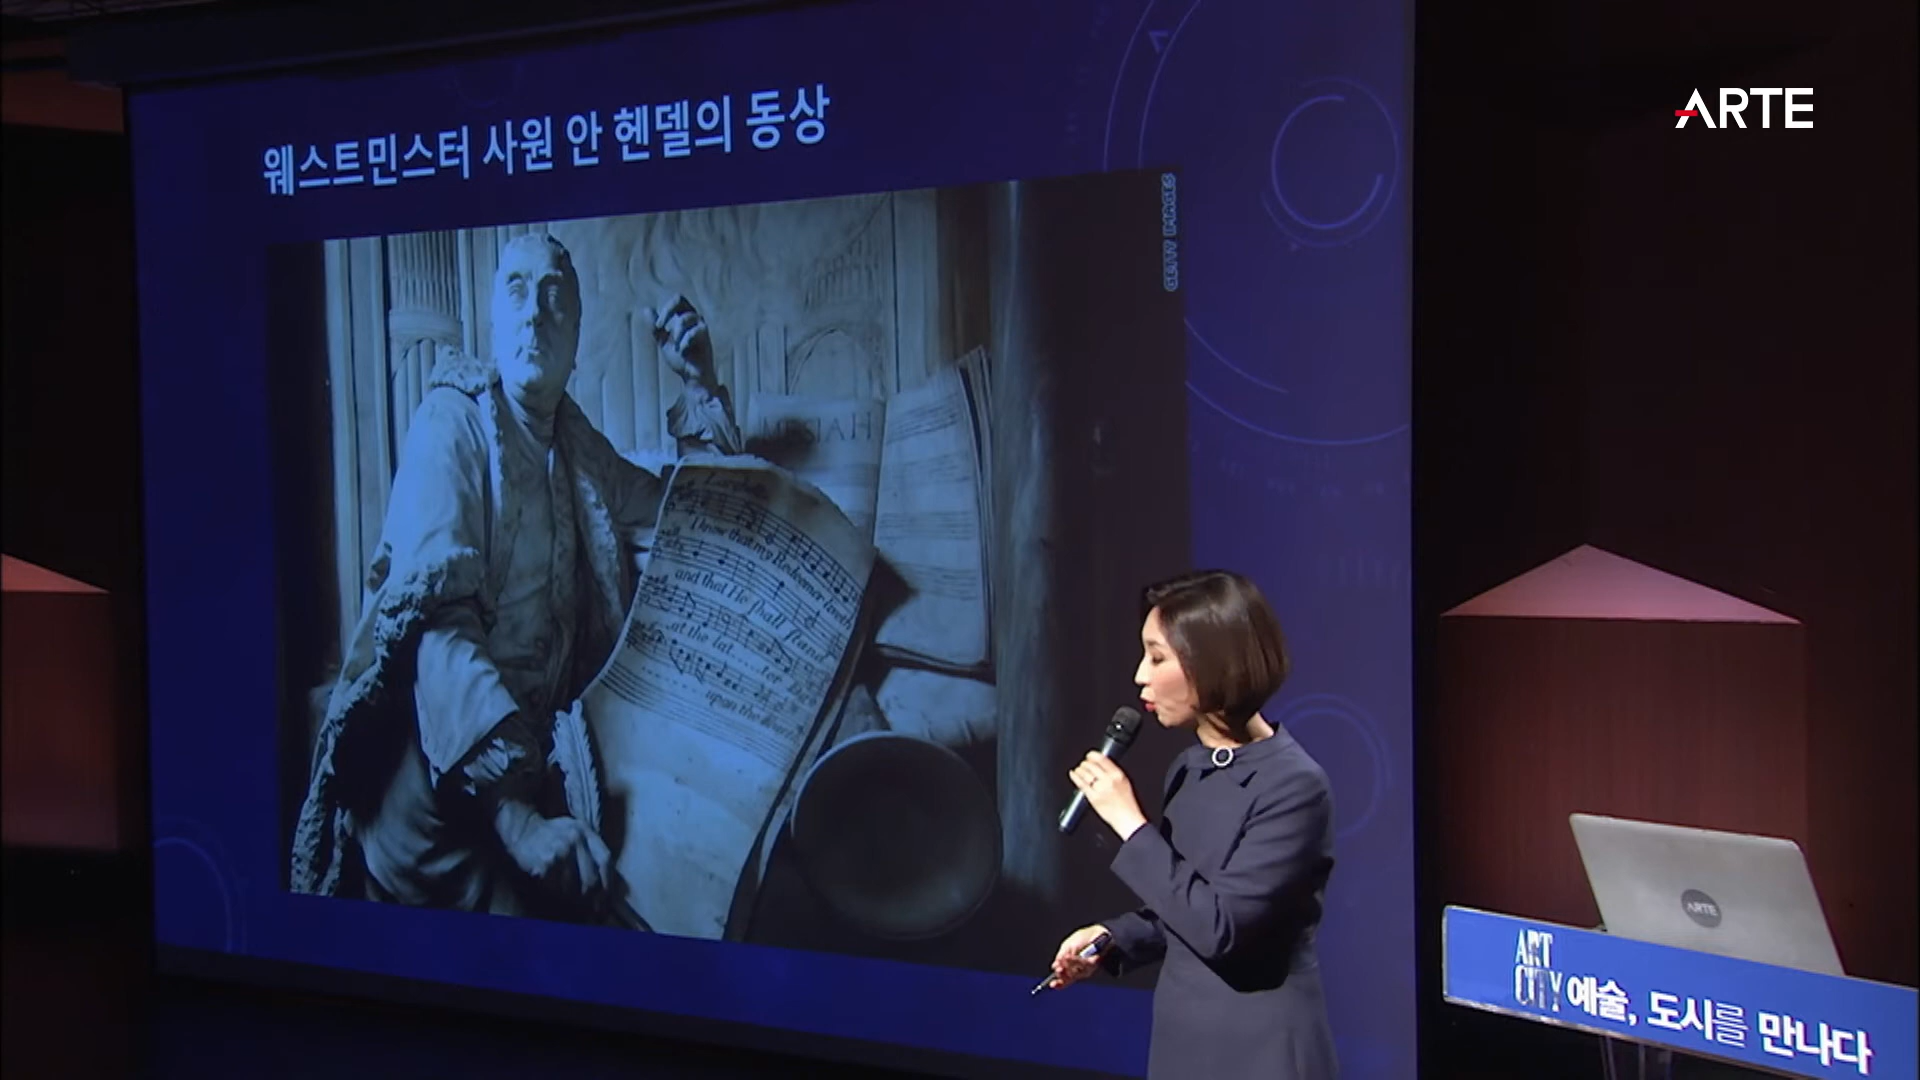 ARTE
웨스트민스터 사원 안 헨델의 동상
GETTY IMAGES
I know that my Redeemer liveth
and that He shall stand
at the lat......ter
upon the Earth
ARTE
ART
CITY
예술, 도시를 만나다